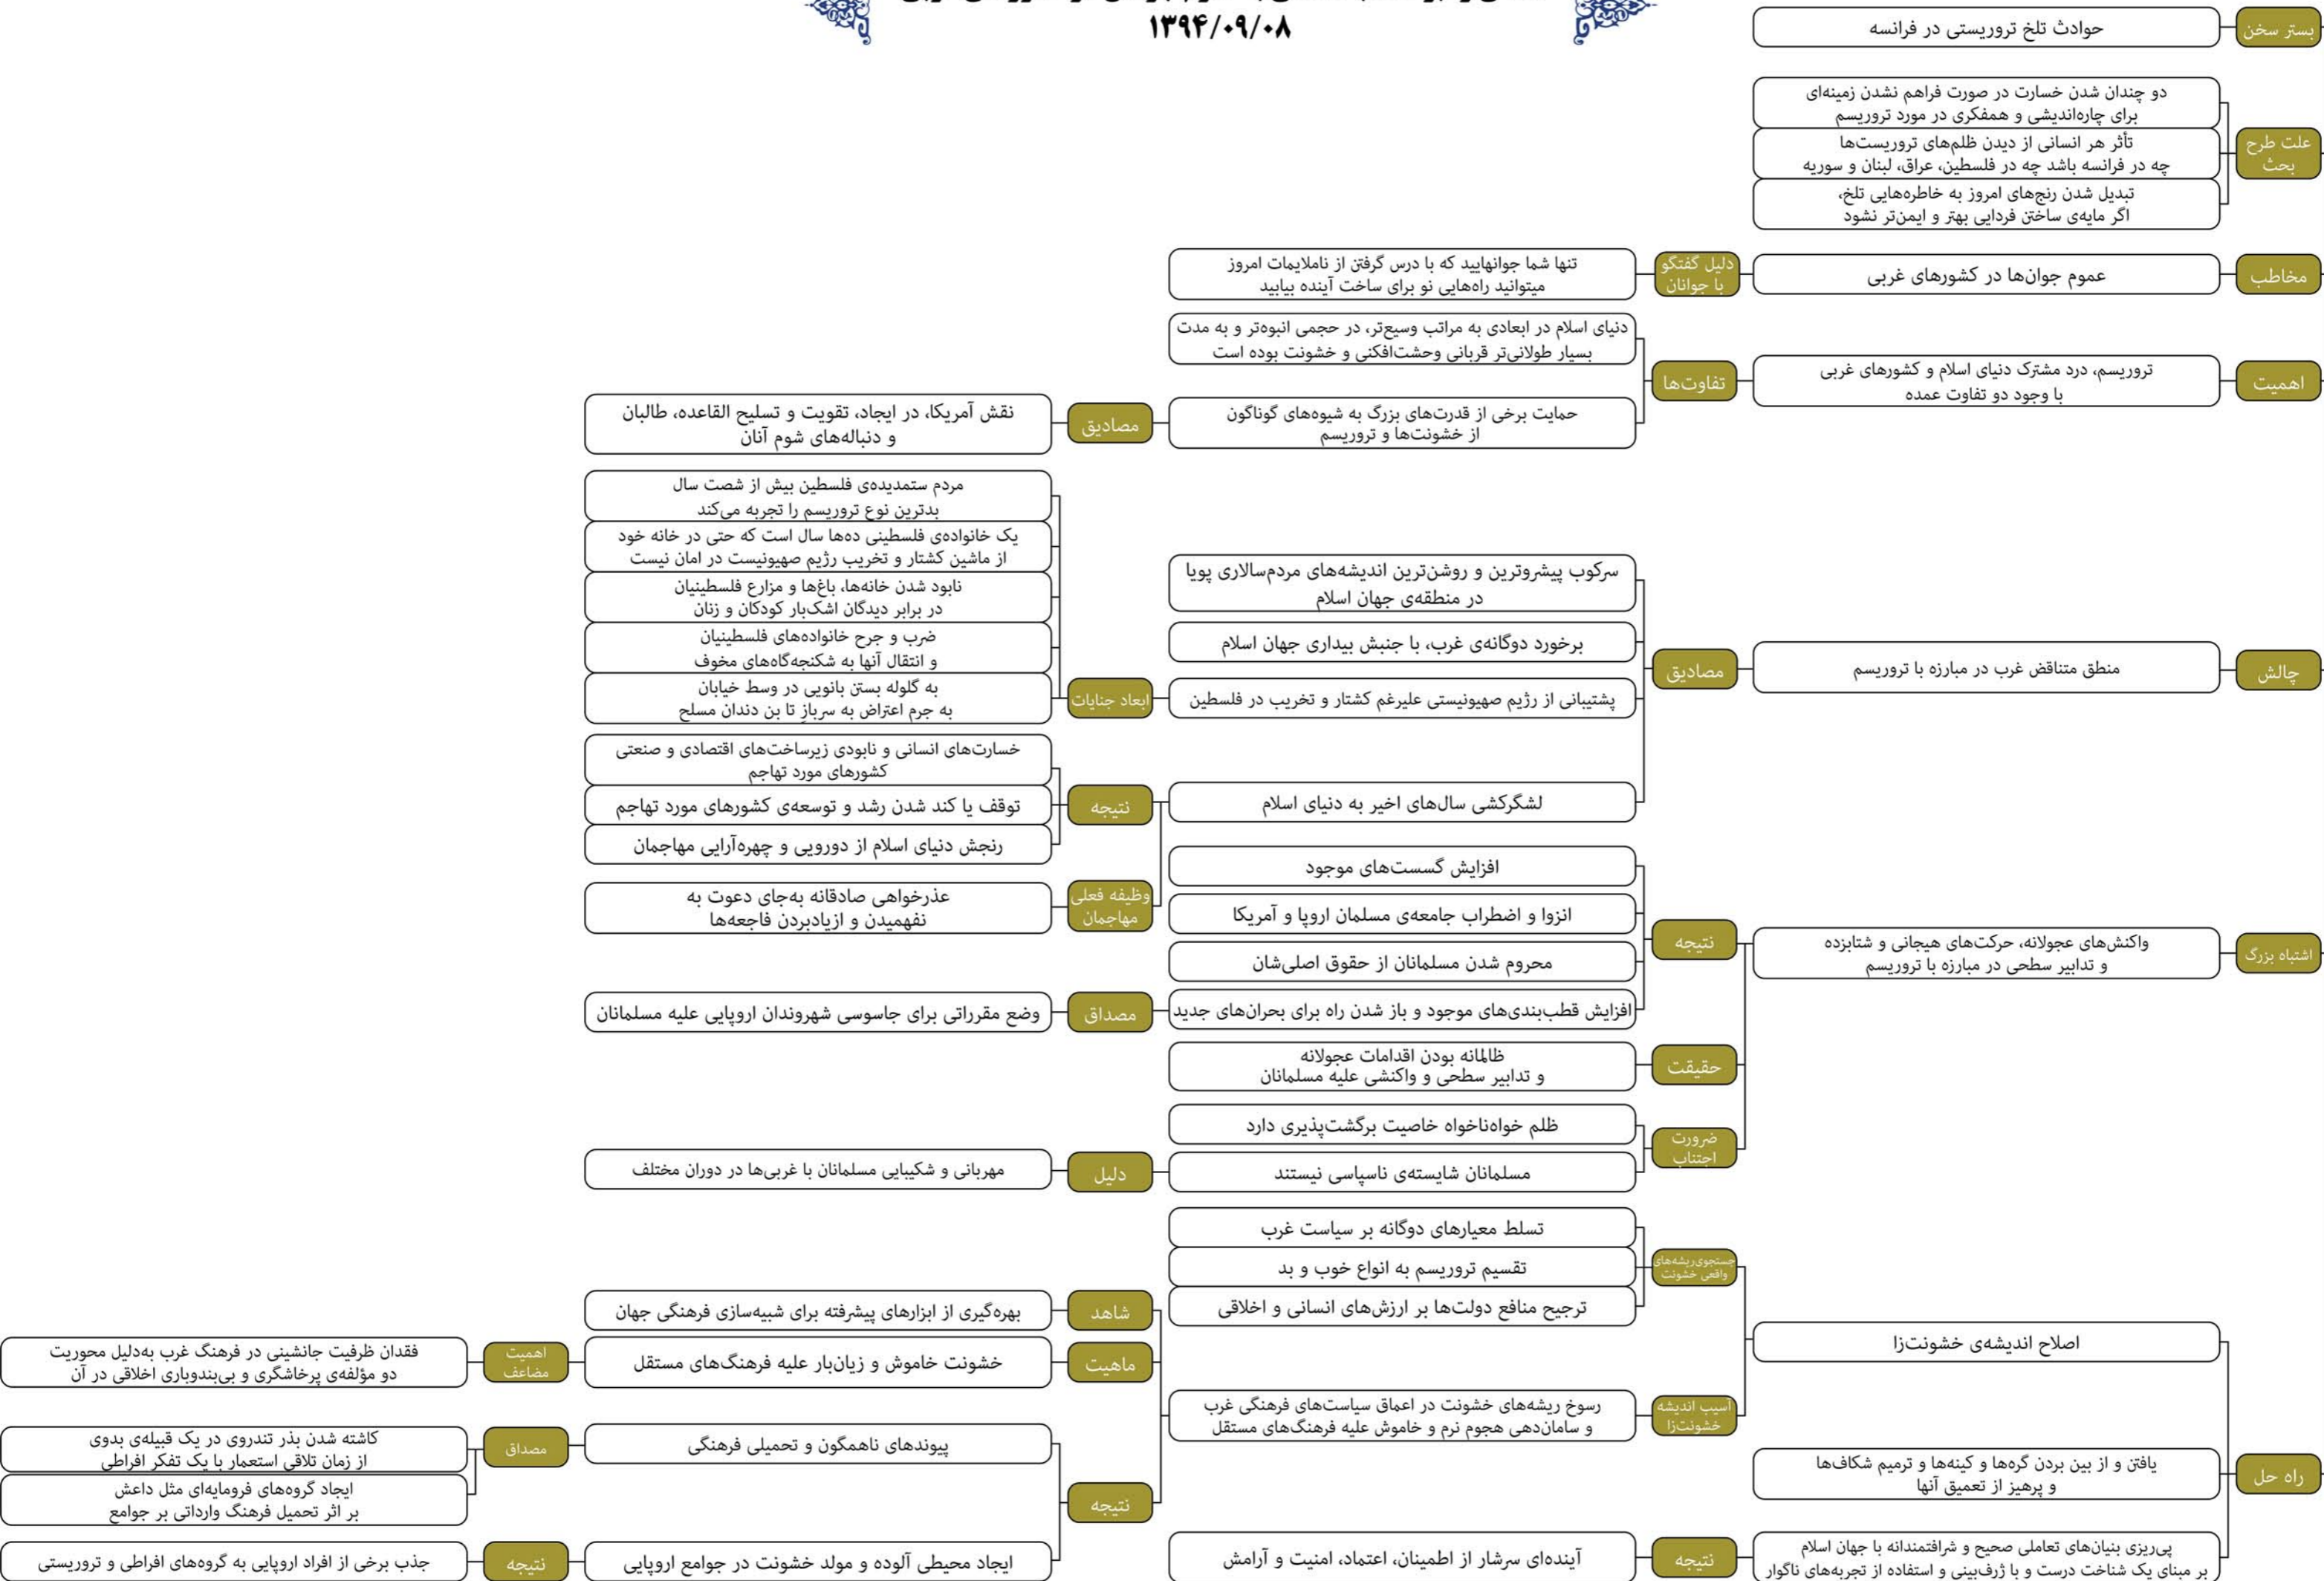 ۱۳۹۴/۰۹/۰۸
بستر سخن
حوادث تلخ تروریستی در فرانسه
علت طرح
بحث
دو چندان شدن خسارت در صورت فراهم نشدن زمینه‌ای
برای چاره‌اندیشی و همفکری در مورد تروریسم
تأثر هر انسانی از دیدن ظلم‌های تروریست‌ها
چه در فرانسه باشد چه در فلسطین، عراق، لبنان و سوریه
تبدیل شدن رنج‌های امروز به خاطره‌هایی تلخ،
اگر مایه‌ی ساختن فردایی بهتر و ایمن‌تر نشود
مخاطب
عموم جوان‌ها در کشورهای غربی
دلیل گفتگو
با جوانان
تنها شما جوانهایید که با درس گرفتن از ناملایمات امروز
میتوانید راه‌هایی نو برای ساخت آینده بیابید
اهمیت
تروریسم، درد مشترک دنیای اسلام و کشورهای غربی
با وجود دو تفاوت عمده
تفاوت‌ها
دنیای اسلام در ابعادی به مراتب وسیع‌تر، در حجمی انبوه‌تر و به مدت
بسیار طولانی‌تر قربانی وحشت‌افکنی و خشونت بوده است
حمایت برخی از قدرت‌های بزرگ به شیوه‌های گوناگون
از خشونت‌ها و تروریسم
مصادیق
نقش آمریکا، در ایجاد، تقویت و تسلیح القاعده، طالبان
و دنباله‌های شوم آنان
چالش
منطق متناقض غرب در مبارزه با تروریسم
مصادیق
سرکوب پیشروترین و روشن‌ترین اندیشه‌های مردم‌سالاری پویا
در منطقه‌ی جهان اسلام
برخورد دوگانه‌ی غرب، با جنبش بیداری جهان اسلام
پشتیبانی از رژیم صهیونیستی علیرغم کشتار و تخریب در فلسطین
ابعاد جنایات
مردم ستمدیده‌ی فلسطین بیش از شصت سال
بدترین نوع تروریسم را تجربه می‌کند
یک خانواده‌ی فلسطینی ده‌ها سال است که حتی در خانه خود
از ماشین کشتار و تخریب رژیم صهیونیست در امان نیست
نابود شدن خانه‌ها، باغ‌ها و مزارع فلسطینیان
در برابر دیدگان اشک‌بار کودکان و زنان
ضرب و جرح خانواده‌های فلسطینیان
و انتقال آنها به شکنجه‌گاه‌های مخوف
به گلوله بستن بانویی در وسط خیابان
به جرم اعتراض به سربازِ تا بن دندان مسلح
لشگرکشی سال‌های اخیر به دنیای اسلام
نتیجه
خسارت‌های انسانی و نابودی زیرساخت‌های اقتصادی و صنعتی
کشورهای مورد تهاجم
توقف یا کند شدن رشد و توسعه‌ی کشورهای مورد تهاجم
رنجش دنیای اسلام از دورویی و چهره‌آرایی مهاجمان
وظیفه فعلی
مهاجمان
عذرخواهی صادقانه به‌جای دعوت به
نفهمیدن و ازیادبردن فاجعه‌ها
اشتباه بزرگ
واکنش‌های عجولانه، حرکت‌های هیجانی و شتابزده
و تدابیر سطحی در مبارزه با تروریسم
نتیجه
افزایش گسست‌های موجود
انزوا و اضطراب جامعه‌ی مسلمان اروپا و آمریکا
محروم شدن مسلمانان از حقوق اصلی‌شان
افزایش قطب‌بندی‌های موجود و باز شدن راه برای بحران‌های جدید
مصداق
وضع مقرراتی برای جاسوسی شهروندان اروپایی علیه مسلمانان
حقیقت
ظالمانه بودن اقدامات عجولانه
و تدابیر سطحی و واکنشی علیه مسلمانان
ضرورت
اجتناب
ظلم خواه‌ناخواه خاصیت برگشت‌پذیری دارد
مسلمانان شایسته‌ی ناسپاسی نیستند
دلیل
مهربانی و شکیبایی مسلمانان با غربی‌ها در دوران مختلف
راه حل
اصلاح اندیشه‌ی خشونت‌زا
جستجوی ریشه‌های
واقعی خشونت
تسلط معیارهای دوگانه بر سیاست غرب
تقسیم تروریسم به انواع خوب و بد
ترجیح منافع دولت‌ها بر ارزش‌های انسانی و اخلاقی
آسیب اندیشه
خشونت‌زا
رسوخ ریشه‌های خشونت در اعماق سیاست‌های فرهنگی غرب
و سامان‌دهی هجوم نرم و خاموش علیه فرهنگ‌های مستقل
شاهد
بهره‌گیری از ابزارهای پیشرفته برای شبیه‌سازی فرهنگی جهان
ماهیت
خشونت خاموش و زیان‌بار علیه فرهنگ‌های مستقل
اهمیت
مضاعف
فقدان ظرفیت جانشینی در فرهنگ غرب به‌دلیل محوریت
دو مؤلفه‌ی پرخاشگری و بی‌بندوباری اخلاقی در آن
نتیجه
پیوندهای ناهمگون و تحمیلی فرهنگی
مصداق
کاشته شدن بذر تندروی در یک قبیله‌ی بدوی
از زمان تلاقی استعمار با یک تفکر افراطی
ایجاد گروه‌های فرومایه‌ای مثل داعش
بر اثر تحمیل فرهنگ وارداتی بر جوامع
ایجاد محیطی آلوده و مولد خشونت در جوامع اروپایی
نتیجه
جذب برخی از افراد اروپایی به گروه‌های افراطی و تروریستی
یافتن و از بین بردن گره‌ها و کینه‌ها و ترمیم شکاف‌ها
و پرهیز از تعمیق آنها
پی‌ریزی بنیان‌های تعاملی صحیح و شرافتمندانه با جهان اسلام
بر مبنای یک شناخت درست و با ژرف‌بینی و استفاده از تجربه‌های ناگوار
نتیجه
آینده‌ای سرشار از اطمینان، اعتماد، امنیت و آرامش